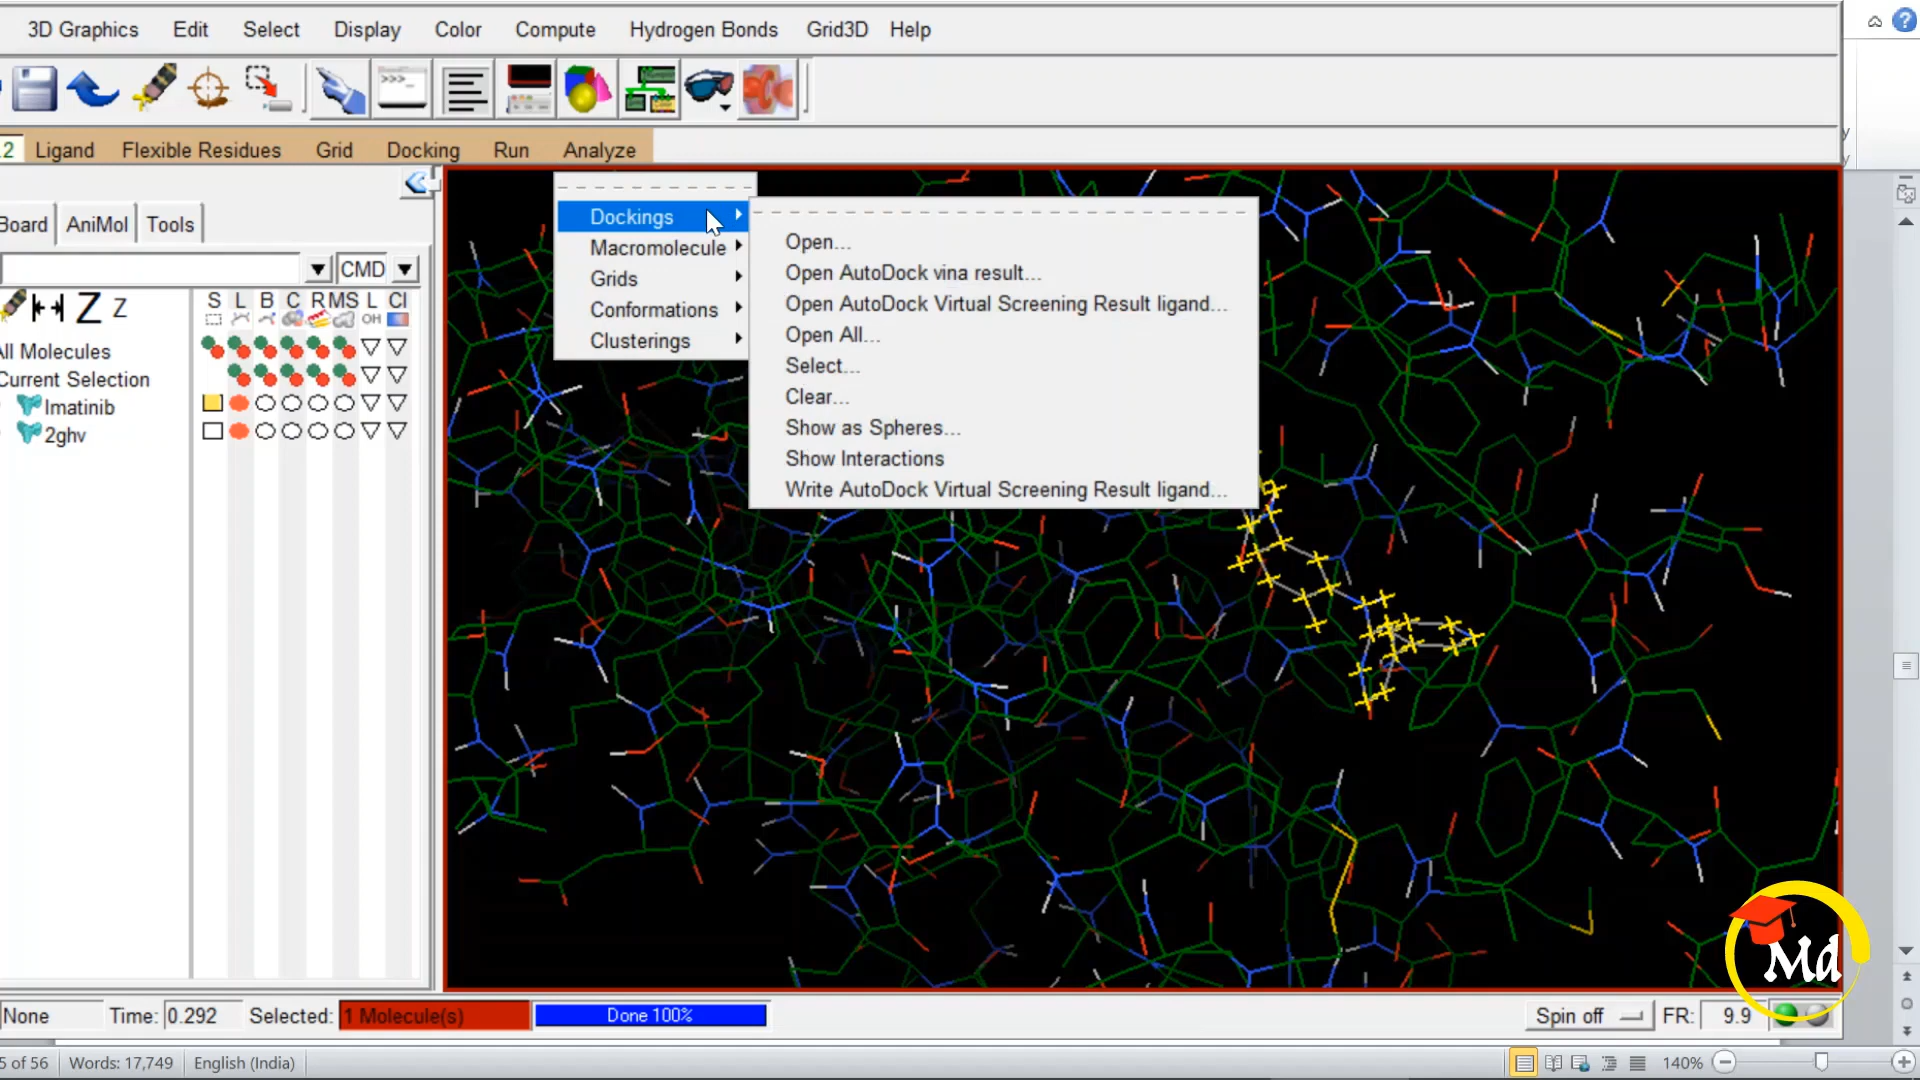 3D Graphics Edit Select Display Color Compute Hydrogen Bonds Grid3D Help
>>>
.2 Ligand Flexible Residues Grid Docking Run Analyze
Board AniMol Tools
CMD
Z Z
S L B C R MS L Cl
OH
All Molecules
Current Selection
Imatinib
2ghv
Dockings
Macromolecule
Grids
Conformations
Clusterings
Open...
Open AutoDock vina result...
Open AutoDock Virtual Screening Result ligand...
Open All...
Select...
Clear...
Show as Spheres...
Show Interactions
Write AutoDock Virtual Screening Result ligand...
Md
None Time: 0.292 Selected: 1 Molecule(s) Done 100% Spin off FR: 9.9
5 of 56 Words: 17,749 English (India) 140%